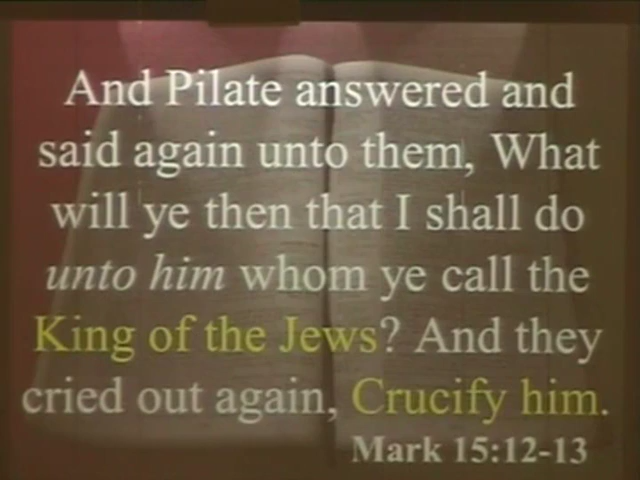 And Pilate answered and
said again unto them, What
will ye then that I shall do
unto him whom ye call the
King of the Jews? And they
cried out again, Crucify him.
Mark 15:12-13